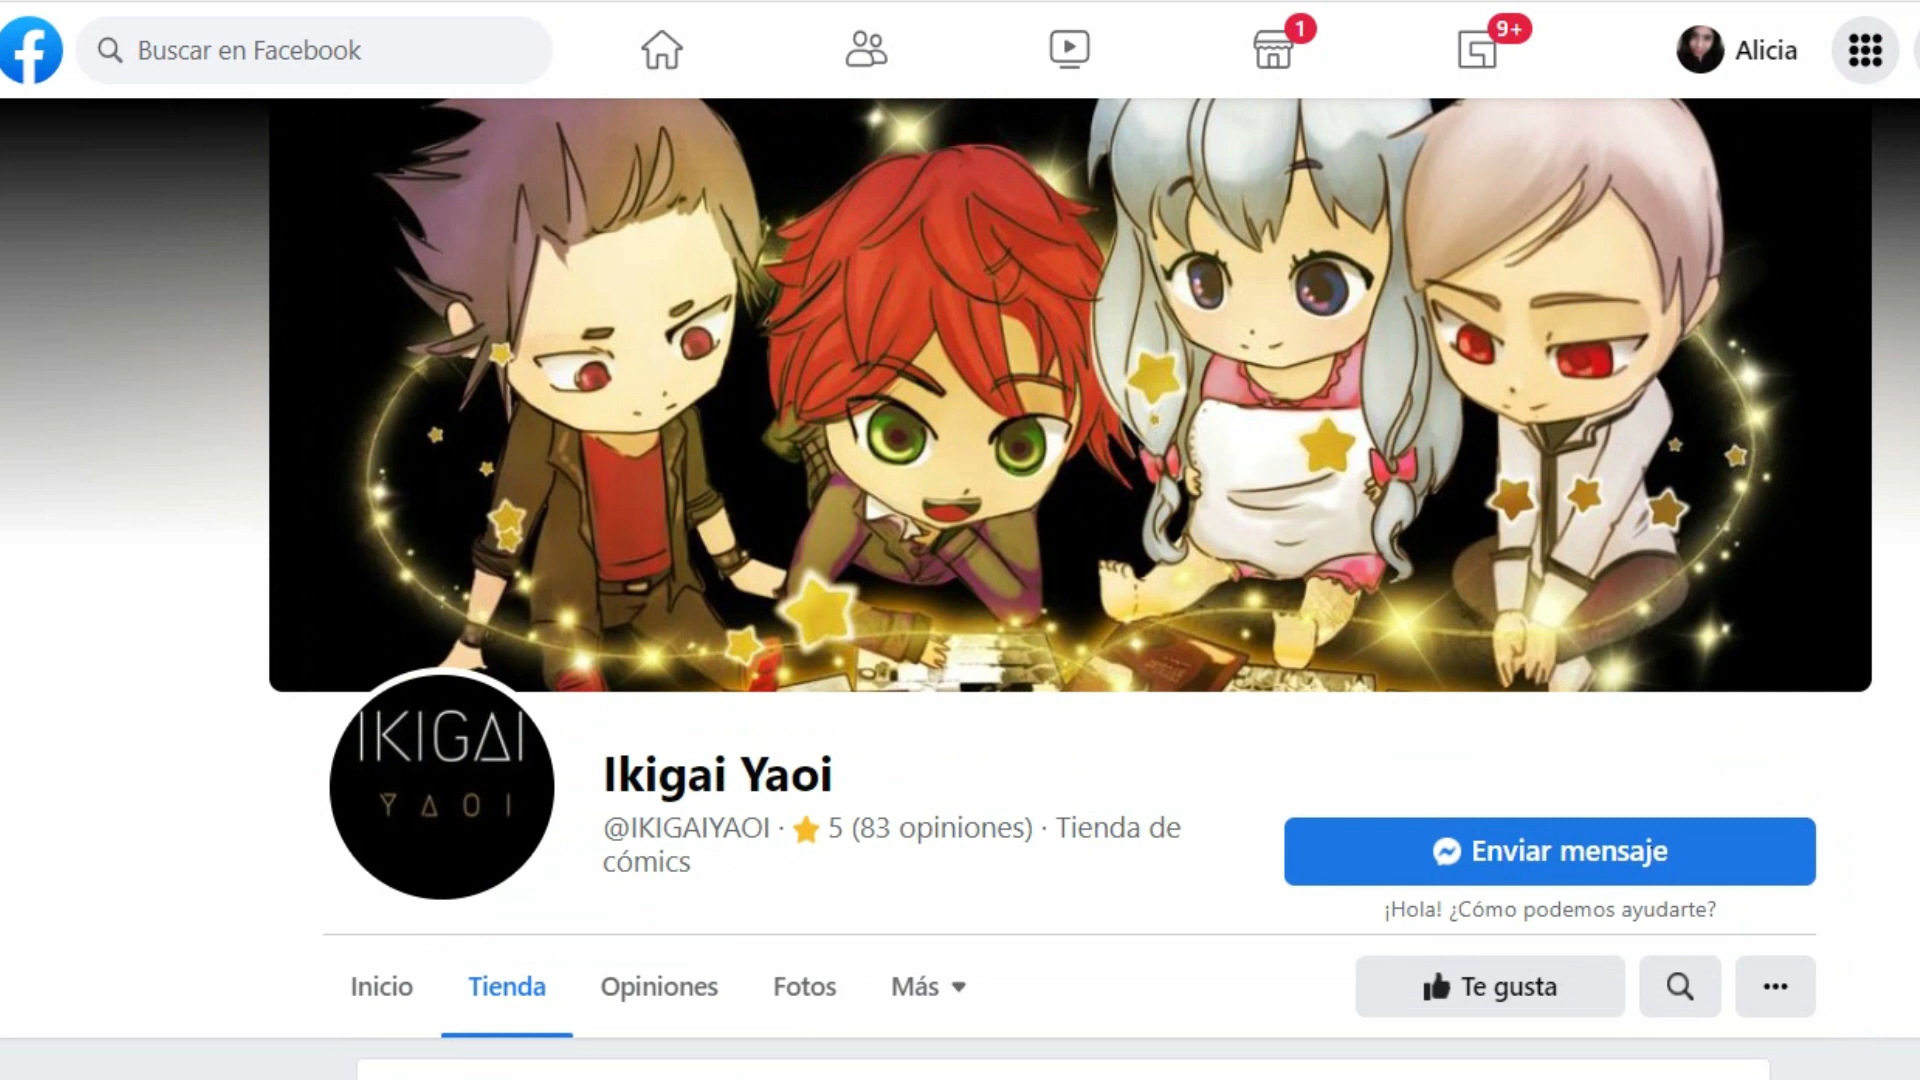 Buscar en Facebook
1
9+
Alicia
IKIGAI
YAOI
Ikigai Yaoi
@IKIGAIYAOI · 5 (83 opiniones) · Tienda de
cómics
Enviar mensaje
¡Hola! ¿Cómo podemos ayudarte?
Inicio Tienda Opiniones Fotos Más
Te gusta